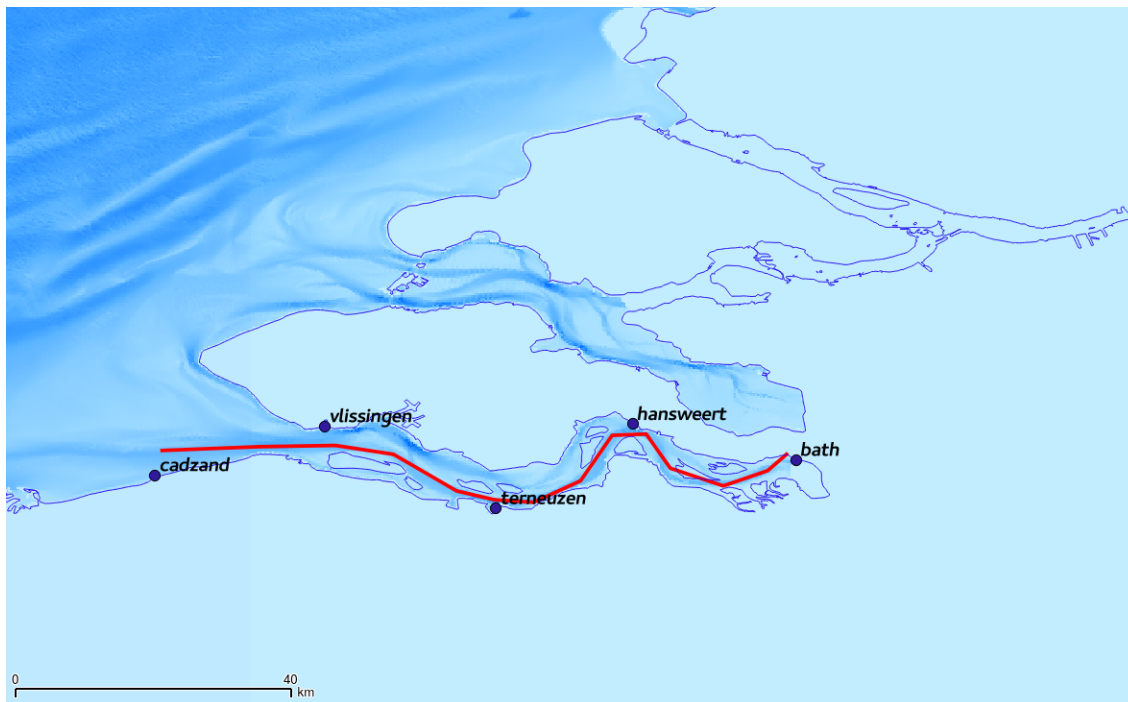 vlissingen
hansweert
cadzand
bath
terneuzen
0 40
km